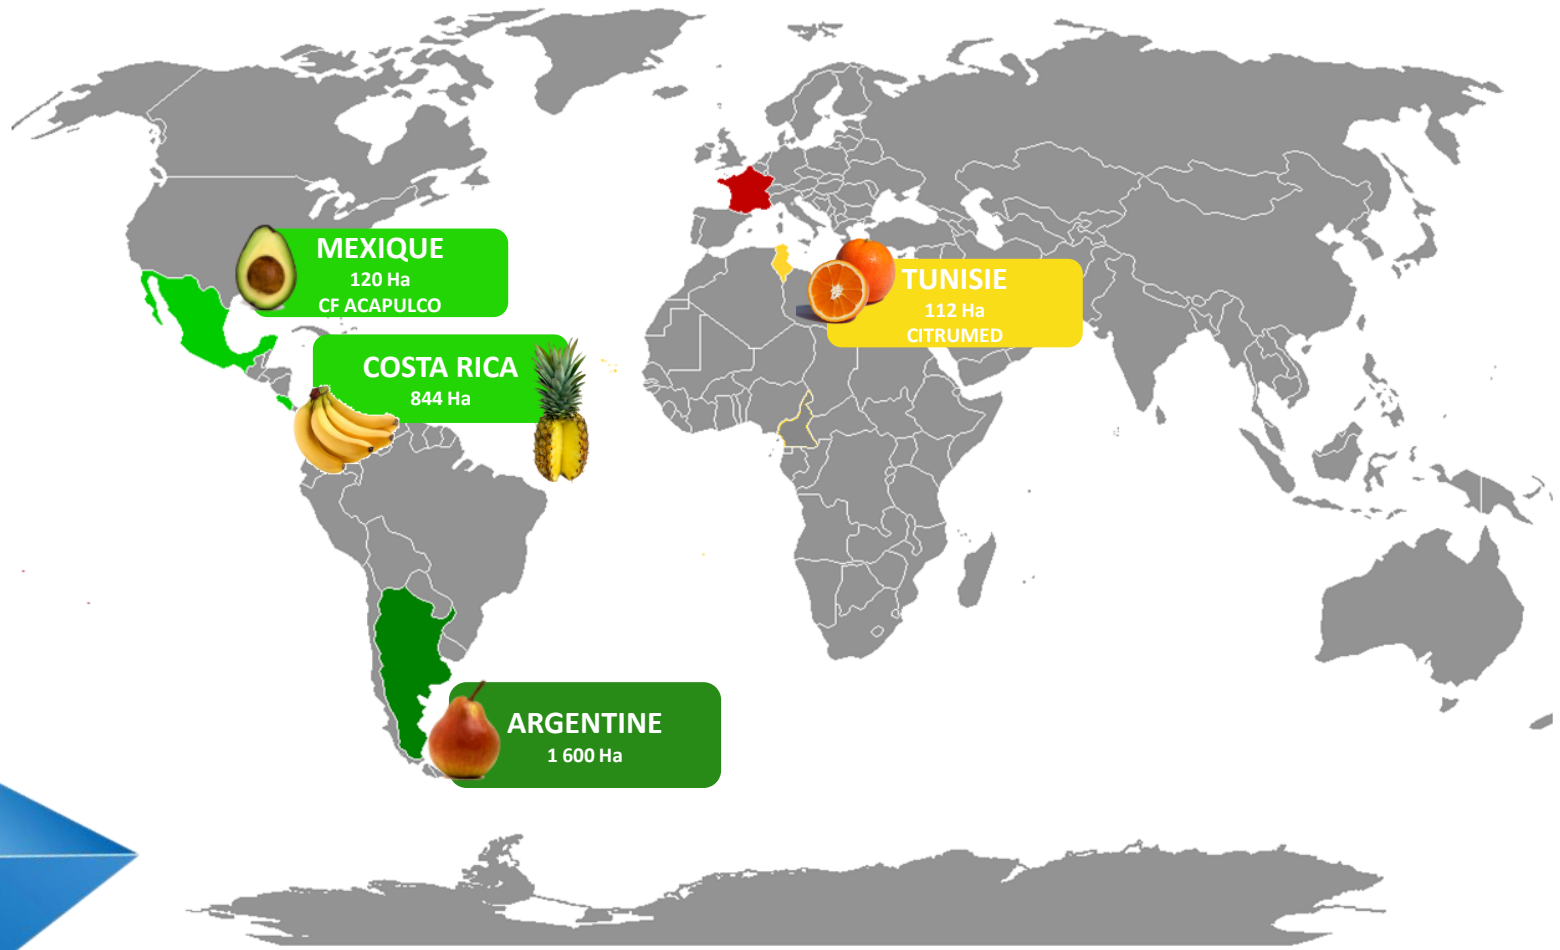 MEXIQUE
120 Ha
CF ACAPULCO
COSTA RICA
844 Ha
TUNISIE
112 Ha
CITRUMED
ARGENTINE
1 600 Ha